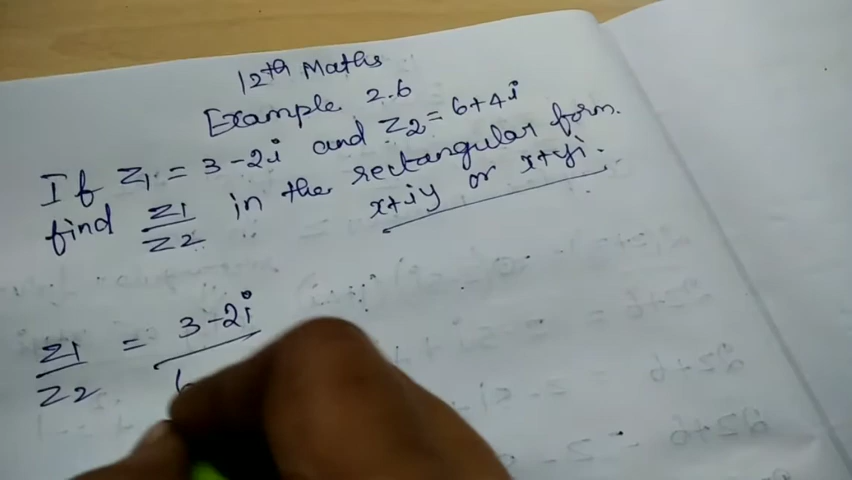 12th Maths
Example 2.6
If z1 = 3-2i and z2 = 6+4i
find z1/z2 in the rectangular form.
x+iy or x+yi.
z1/z2 = 3-2i/6